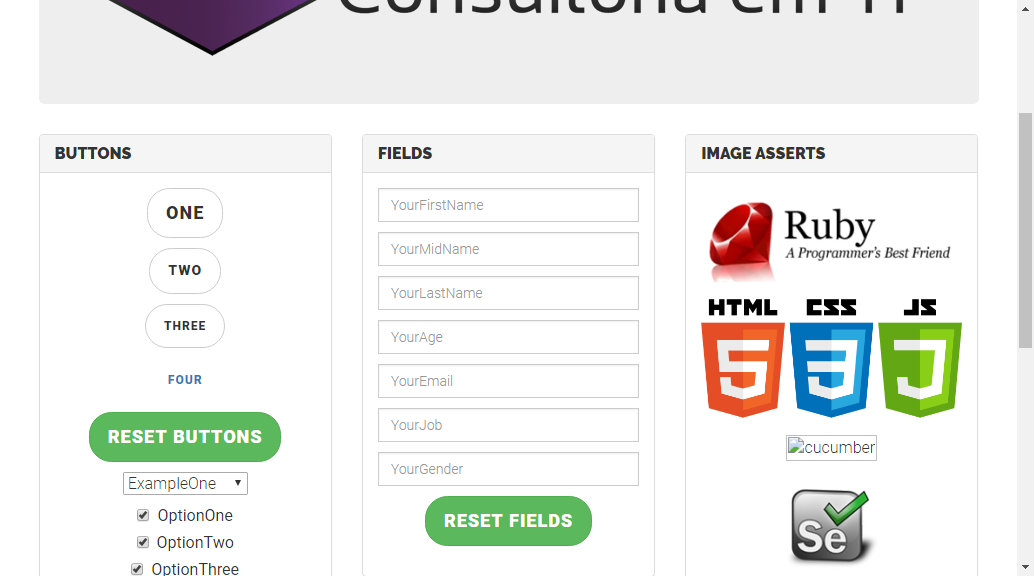 Consultoria em TI
BUTTONS
ONE
TWO
THREE
FOUR
RESET BUTTONS
ExampleOne
OptionOne
OptionTwo
OptionThree
FIELDS
YourFirstName
YourMidName
YourLastName
YourAge
YourEmail
YourJob
YourGender
RESET FIELDS
IMAGE ASSERTS
Ruby
A Programmer's Best Friend
HTML CSS JS
5 3
cucumber
Se